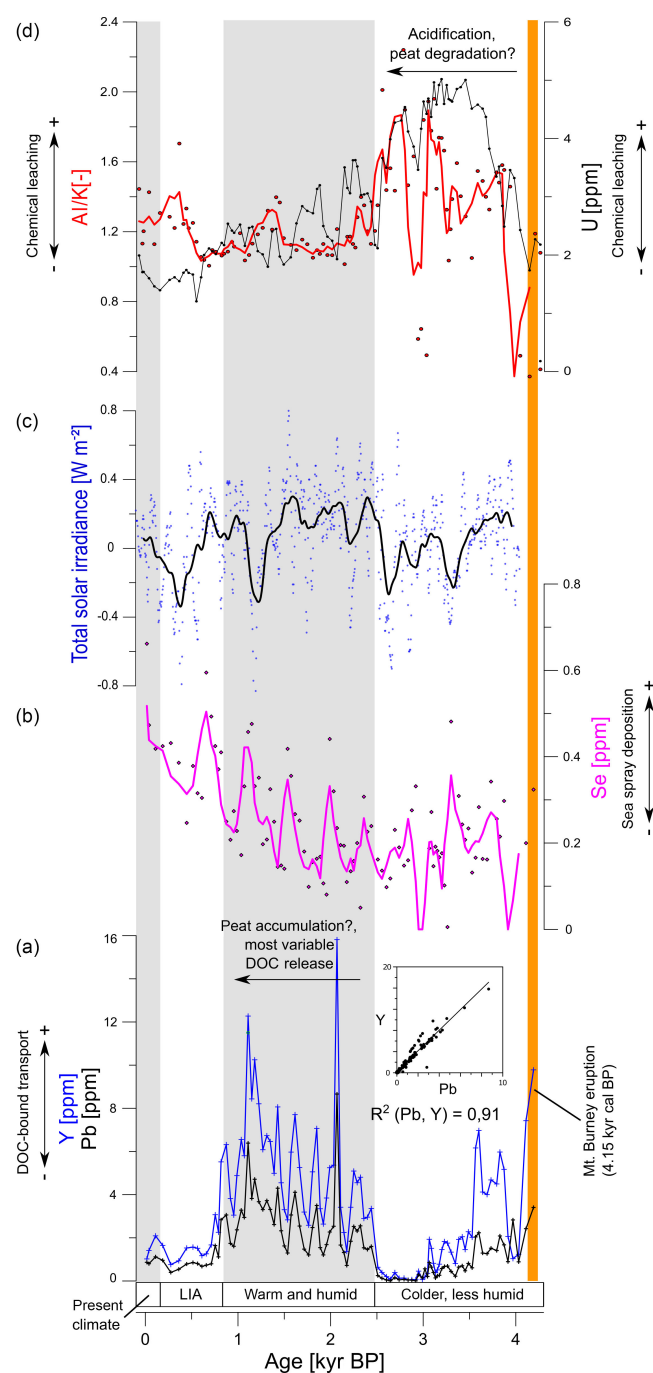 (d)
2.4
2.0
1.6
1.2
0.8
0.4
Chemical leaching
+
-
Al/K[-]
Acidification,
peat degradation?
6
5
4
3
2
1
0
U [ppm]
Chemical leaching
+
-
(c)
0.8
0.4
0
-0.4
-0.8
Total solar irradiance [W m⁻²]
(b)
0.8
0.6
0.4
0.2
0
Se [ppm]
Sea spray deposition
+
-
(a)
16
12
8
4
0
DOC-bound transport
+
-
Y [ppm]
Pb [ppm]
Peat accumulation?,
most variable
DOC release
20
Y
0
0
10
Pb
R² (Pb, Y) = 0,91
Mt. Burney eruption
(4.15 kyr cal BP)
Present
climate
LIA
Warm and humid
Colder, less humid
0
1
2
3
4
Age [kyr BP]